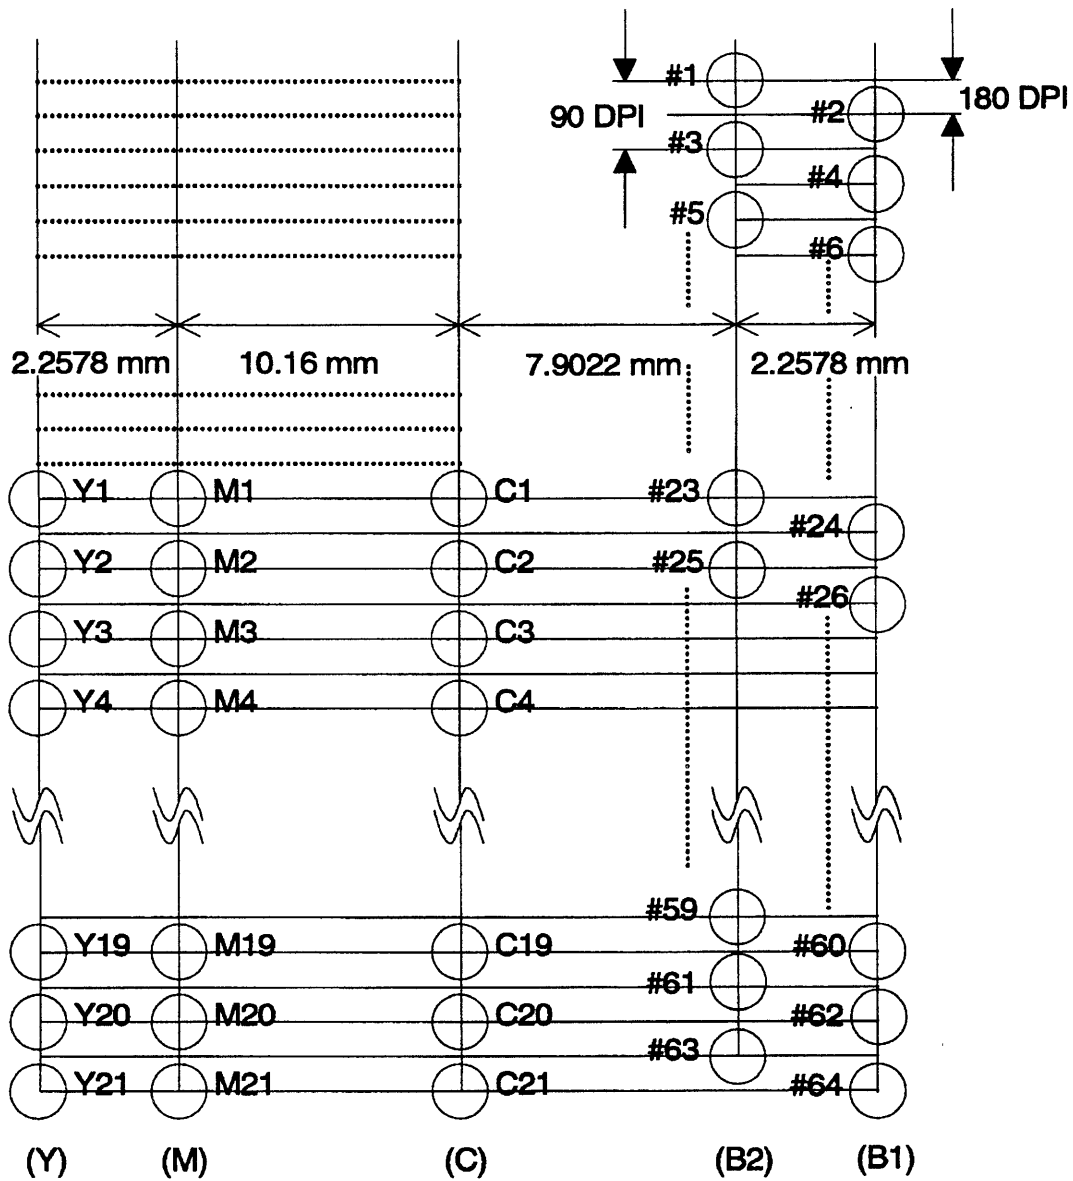 #1
180 DPI
90 DPI
#2
#3
#4
#5
#6
2.2578 mm
10.16 mm
7.9022 mm
2.2578 mm
Y1 M1 C1 #23
#24
Y2 M2 C2 #25
#26
Y3 M3 C3
Y4 M4 C4
#59
Y19 M19 C19 #60
#61
Y20 M20 C20 #62
#63
Y21 M21 C21 #64
(Y) (M) (C) (B2) (B1)